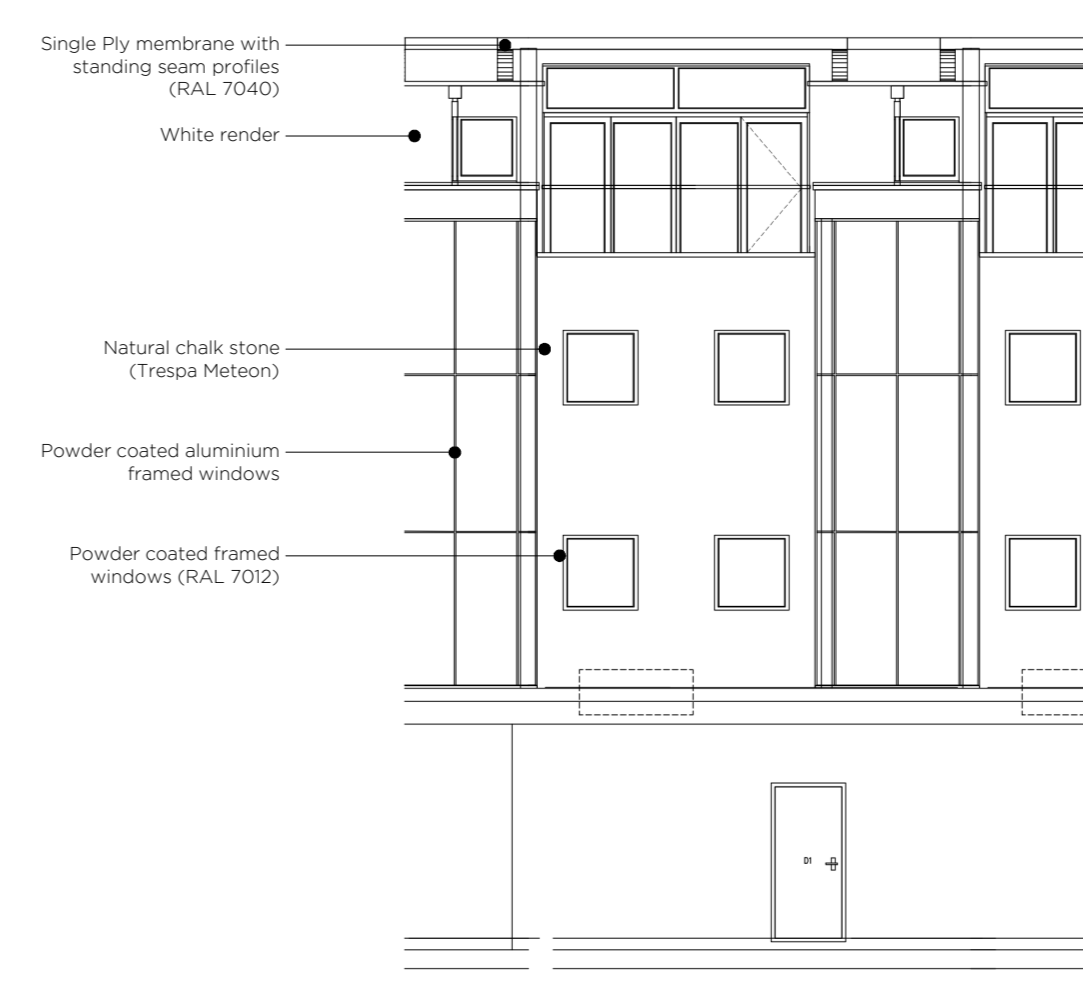 Single Ply membrane with
standing seam profiles
(RAL 7040)
White render
Natural chalk stone
(Trespa Meteon)
Powder coated aluminium
framed windows
Powder coated framed
windows (RAL 7012)
D1